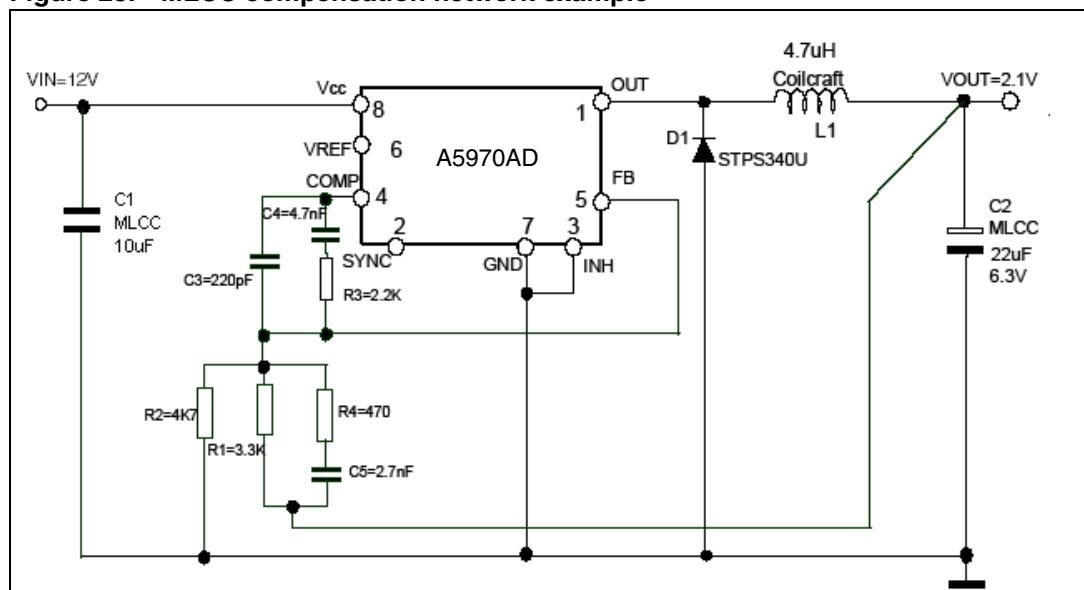 Figure 23. MLCC compensation network example
VIN=12V
Vcc
8
VREF
6
COMP
4
A5970AD
OUT
1
FB
5
2
SYNC
7
GND
3
INH
4.7uH
Coilcraft
L1
VOUT=2.1V
D1
STPS340U
C1
MLCC
10uF
C4=4.7nF
C3=220pF
R3=2.2K
C2
MLCC
22uF
6.3V
R2=4K7
R1=3.3K
R4=470
C5=2.7nF